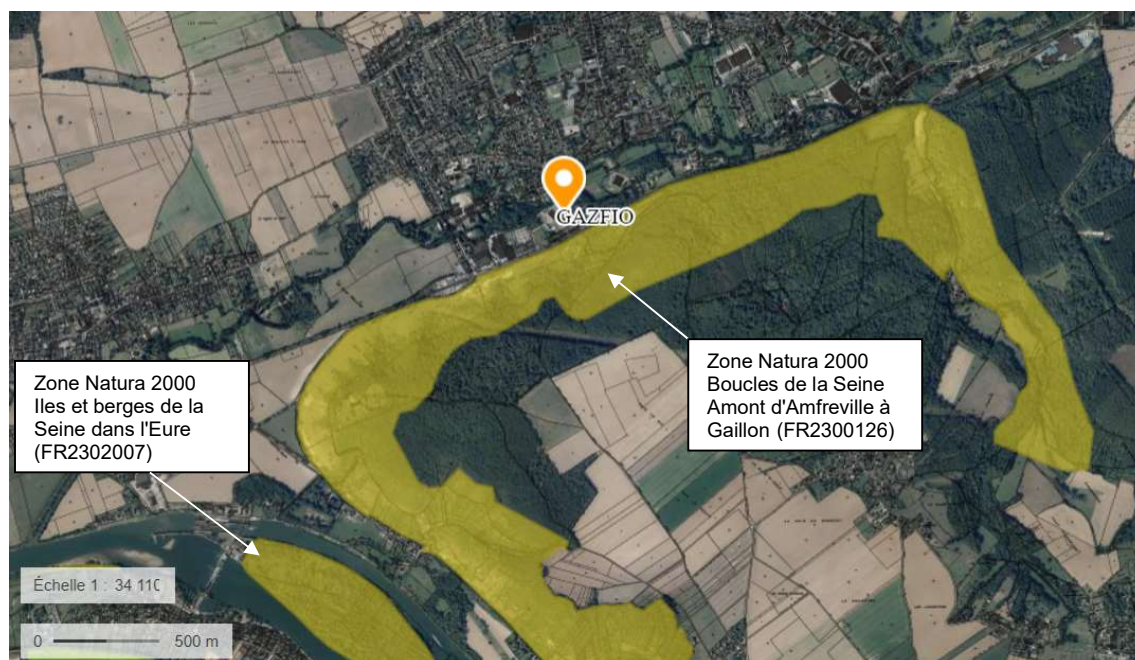 GAZFIO
Zone Natura 2000
Iles et berges de la
Seine dans l'Eure
(FR2302007)
Zone Natura 2000
Boucles de la Seine
Amont d'Amfreville à
Gaillon (FR2300126)
Échelle 1 : 34 110
0
500 m